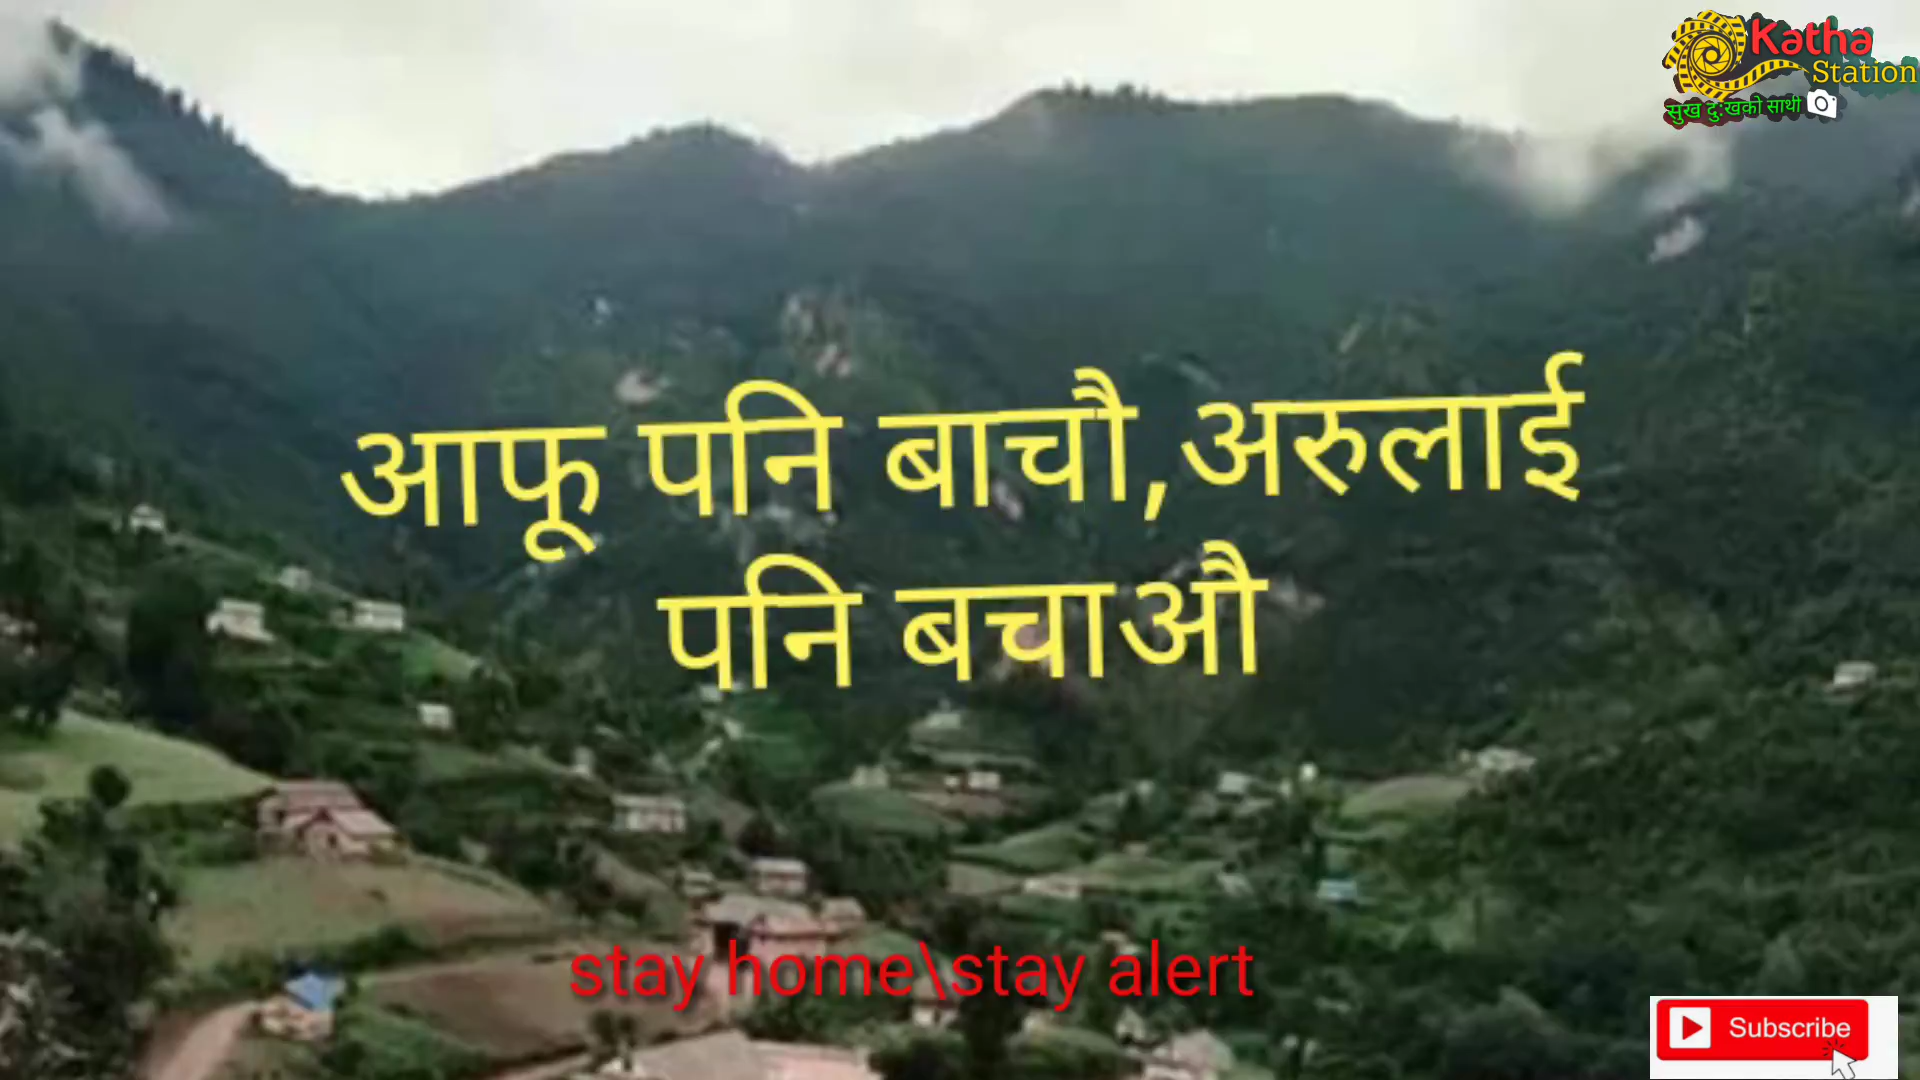 Katha
Station
सुख दुःखको साथी
आफू पनि बाचौ,अरुलाई
पनि बचाऔ
stay home\stay alert
Subscribe